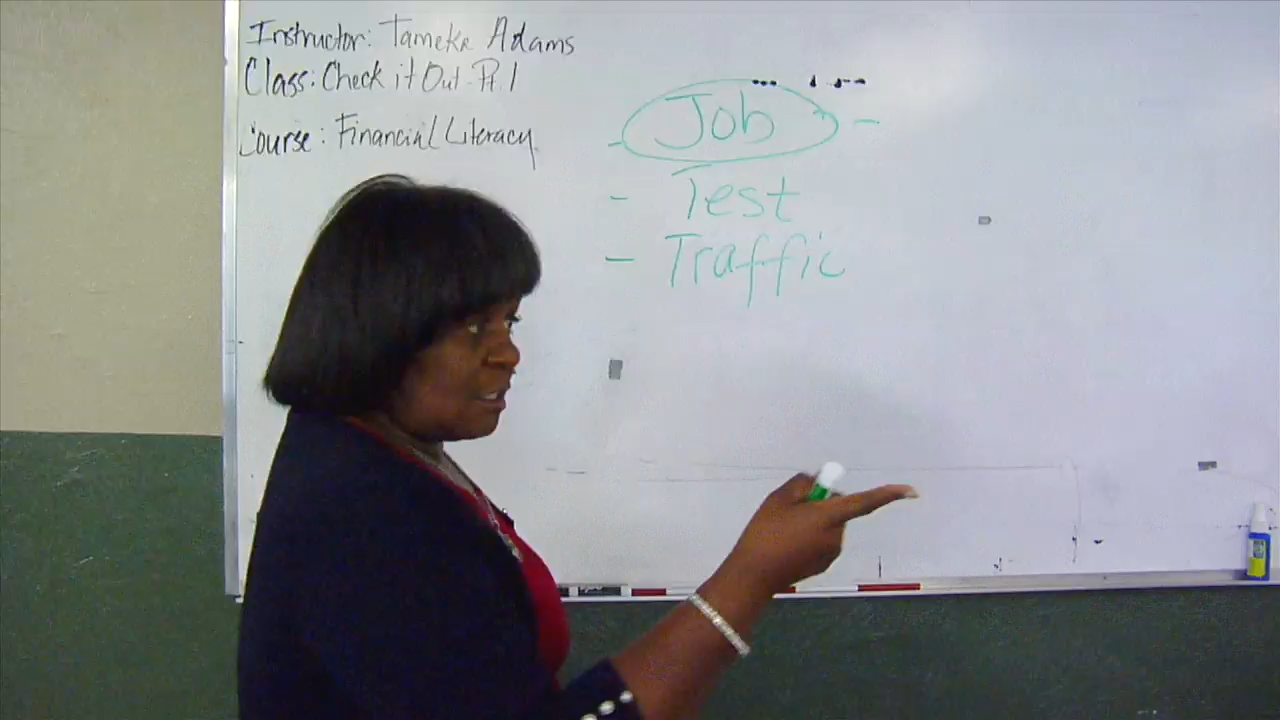 Instructor: Tameka Adams
Class: Check it Out Pt. 1
Course: Financial Literacy
- Job -
- Test
- Traffic